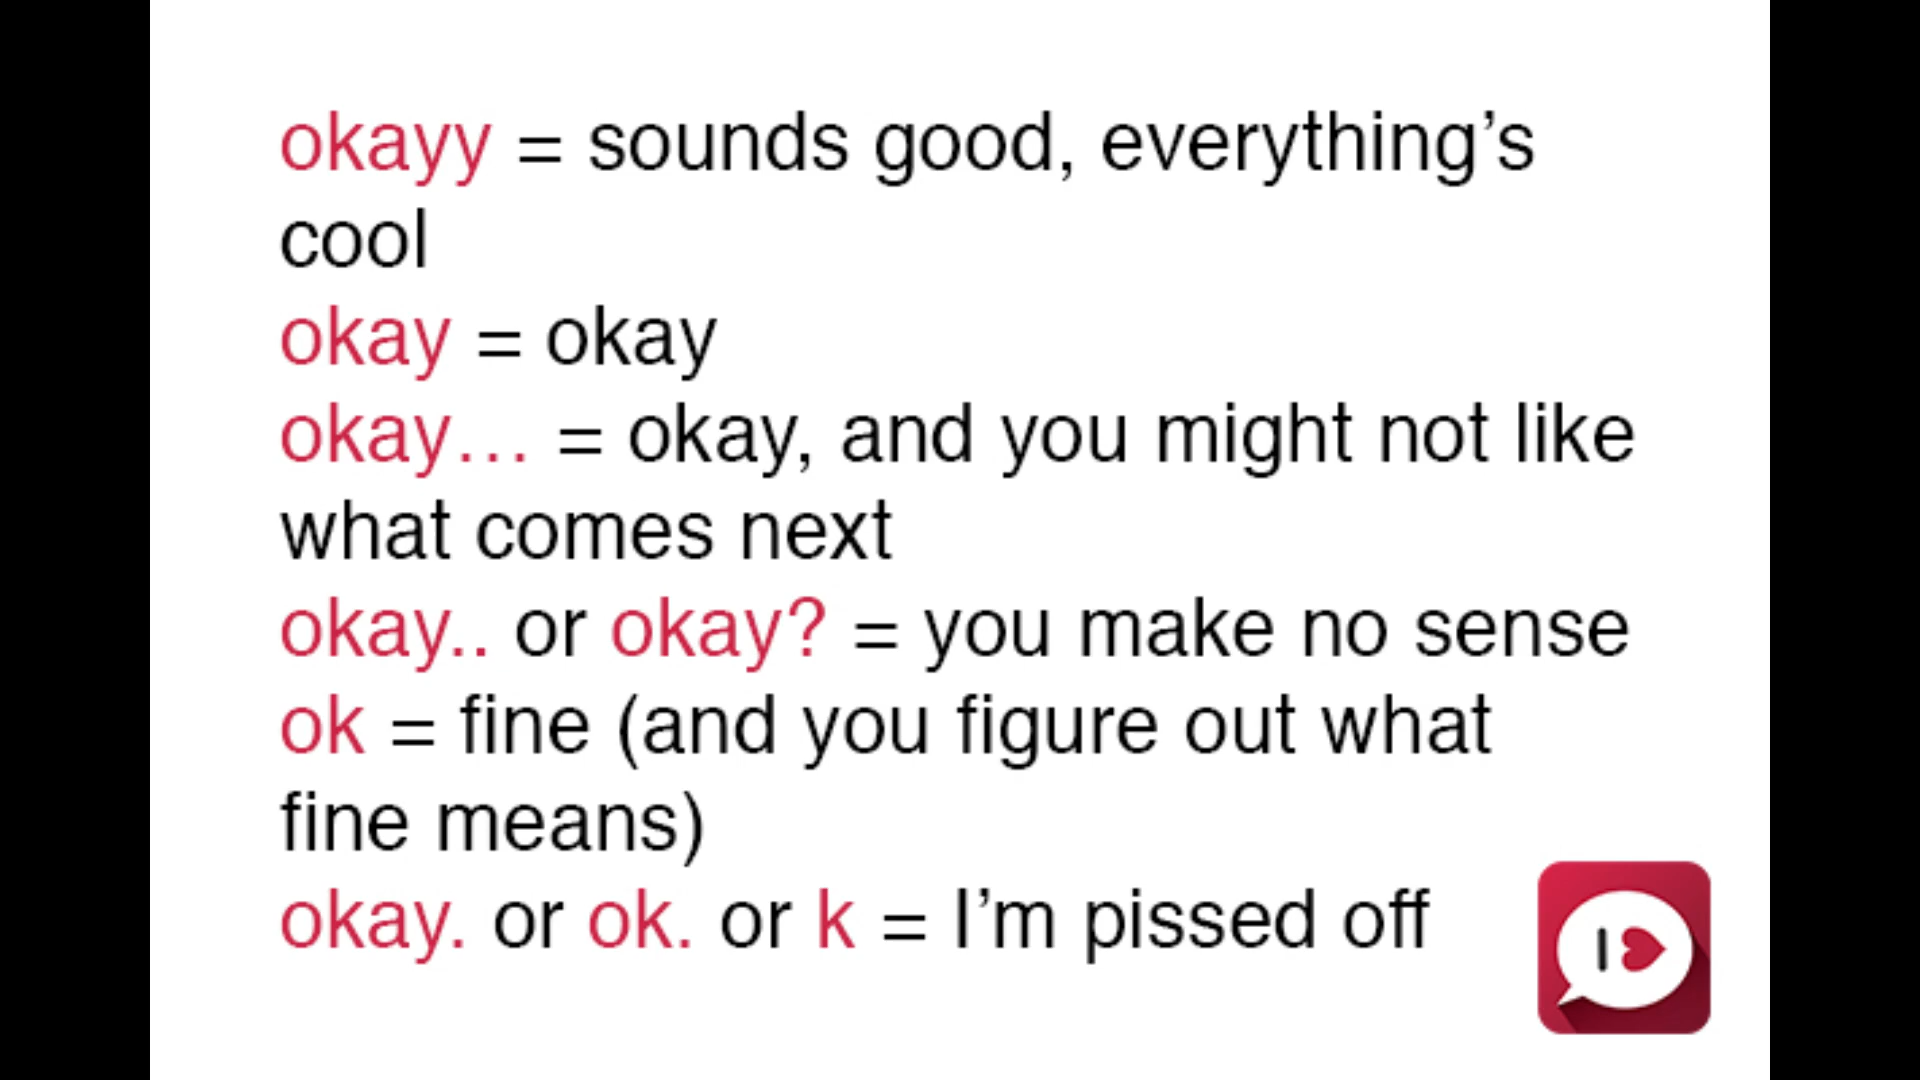 okayy = sounds good, everything’s
cool
okay = okay
okay… = okay, and you might not like
what comes next
okay.. or okay? = you make no sense
ok = fine (and you figure out what
fine means)
okay. or ok. or k = I’m pissed off
I